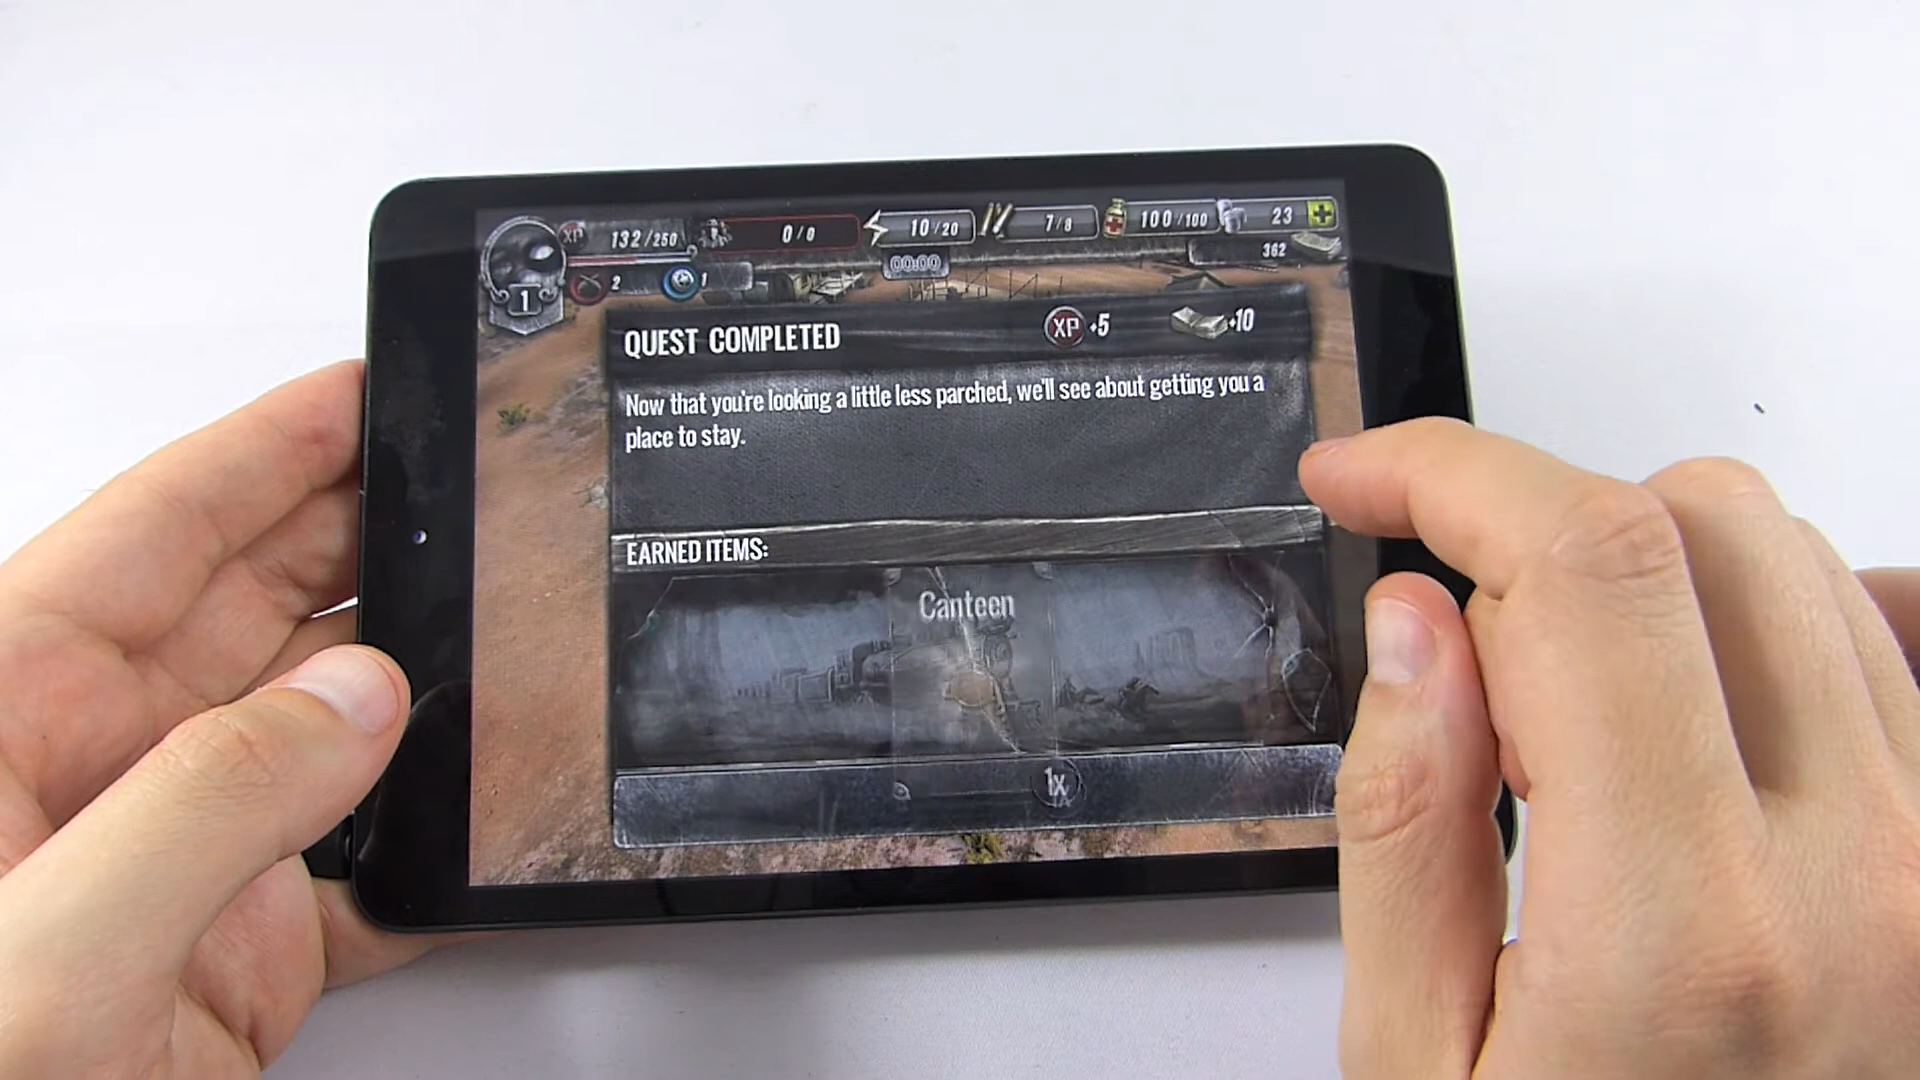 XP 132/250
0/0
10/20
7/8
100/100
23
1
2
1
00:00
362
QUEST COMPLETED
XP +5
+10
Now that you're looking a little less parched, we'll see about getting you a
place to stay.
EARNED ITEMS:
Canteen
1x